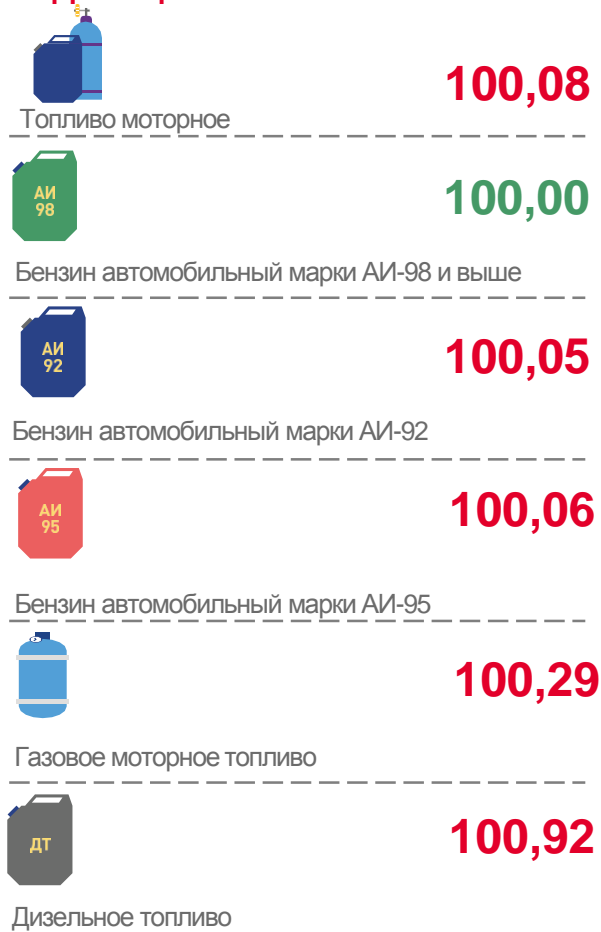 100,08
Топливо моторное
АИ
98
100,00
Бензин автомобильный марки АИ-98 и выше
АИ
92
100,05
Бензин автомобильный марки АИ-92
АИ
95
100,06
Бензин автомобильный марки АИ-95
100,29
Газовое моторное топливо
ДТ
100,92
Дизельное топливо